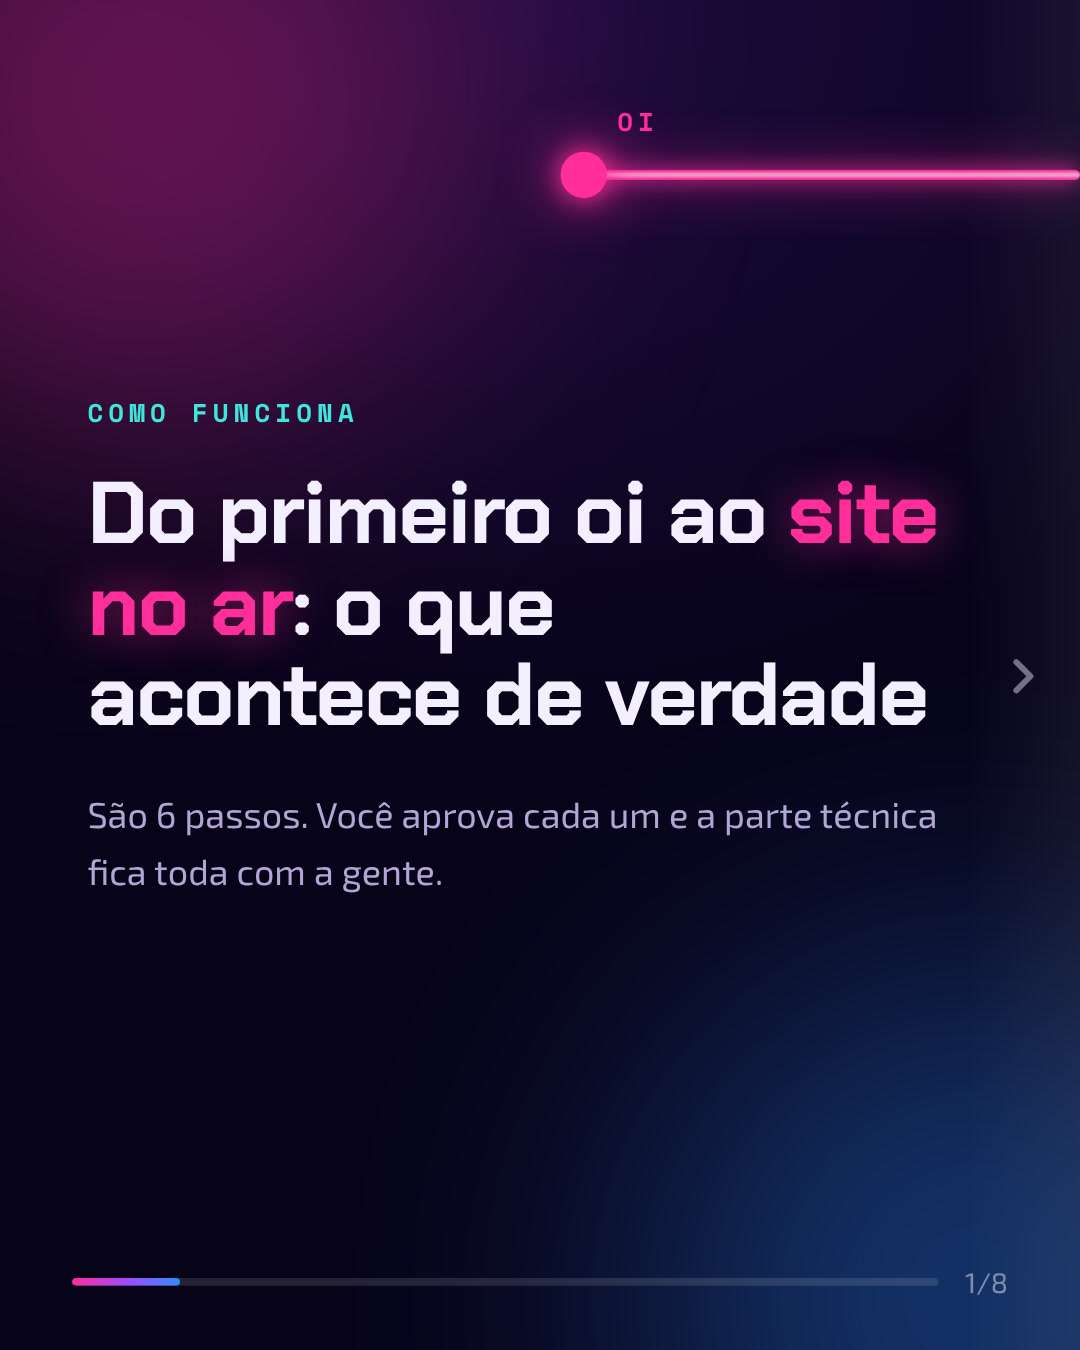 OI
COMO FUNCIONA
Do primeiro oi ao site
no ar: o que
acontece de verdade
São 6 passos. Você aprova cada um e a parte técnica
fica toda com a gente.
1/8